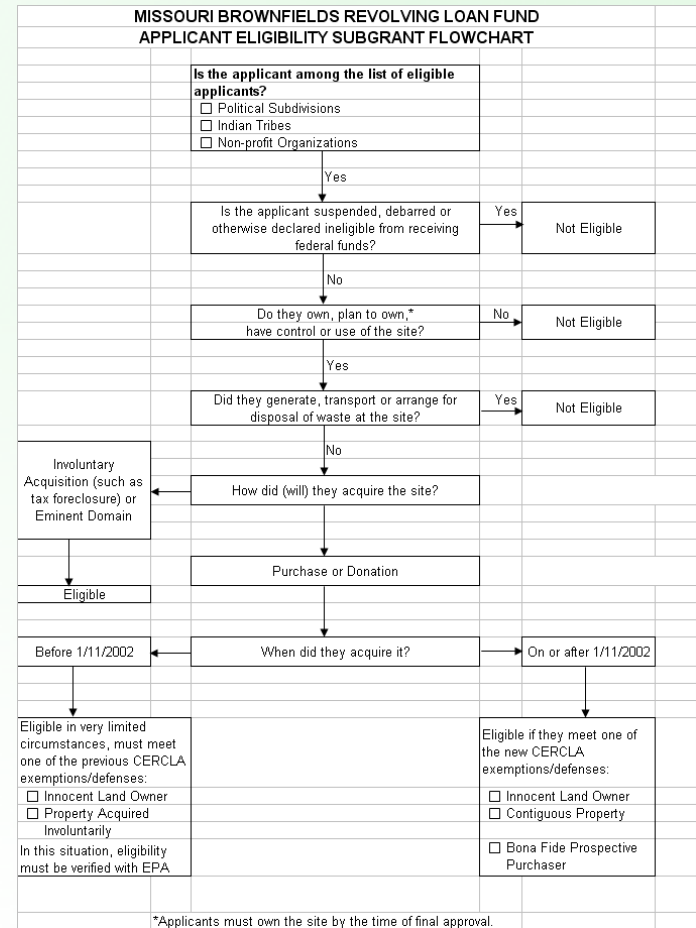 MISSOURI BROWNFIELDS REVOLVING LOAN FUND
APPLICANT ELIGIBILITY SUBGRANT FLOWCHART
Is the applicant among the list of eligible
applicants?
Political Subdivisions
Indian Tribes
Non-profit Organizations
Yes
Is the applicant suspended, debarred or
otherwise declared ineligible from receiving
federal funds?
Yes
Not Eligible
No
Do they own, plan to own,*
have control or use of the site?
No
Not Eligible
Yes
Did they generate, transport or arrange for
disposal of waste at the site?
Yes
Not Eligible
No
Involuntary
Acquisition (such as
tax foreclosure) or
Eminent Domain
How did (will) they acquire the site?
Purchase or Donation
Eligible
Before 1/11/2002
When did they acquire it?
On or after 1/11/2002
Eligible in very limited
circumstances, must meet
one of the previous CERCLA
exemptions/defenses:
Innocent Land Owner
Property Acquired
Involuntarily
In this situation, eligibility
must be verified with EPA
Eligible if they meet one of
the new CERCLA
exemptions/defenses:
Innocent Land Owner
Contiguous Property
Bona Fide Prospective
Purchaser
*Applicants must own the site by the time of final approval.